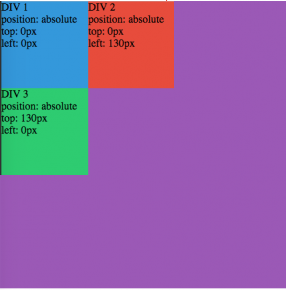 DIV 1
position: absolute
top: 0px
left: 0px
DIV 2
position: absolute
top: 0px
left: 130px
DIV 3
position: absolute
top: 130px
left: 0px